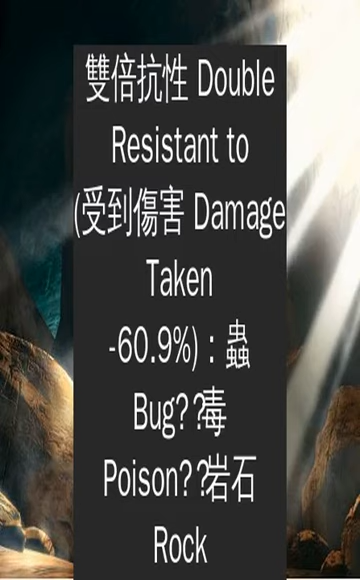 雙倍抗性 Double
Resistant to
(受到傷害 Damage
Taken
-60.9%)：蟲
Bug??毒
Poison??岩石
Rock